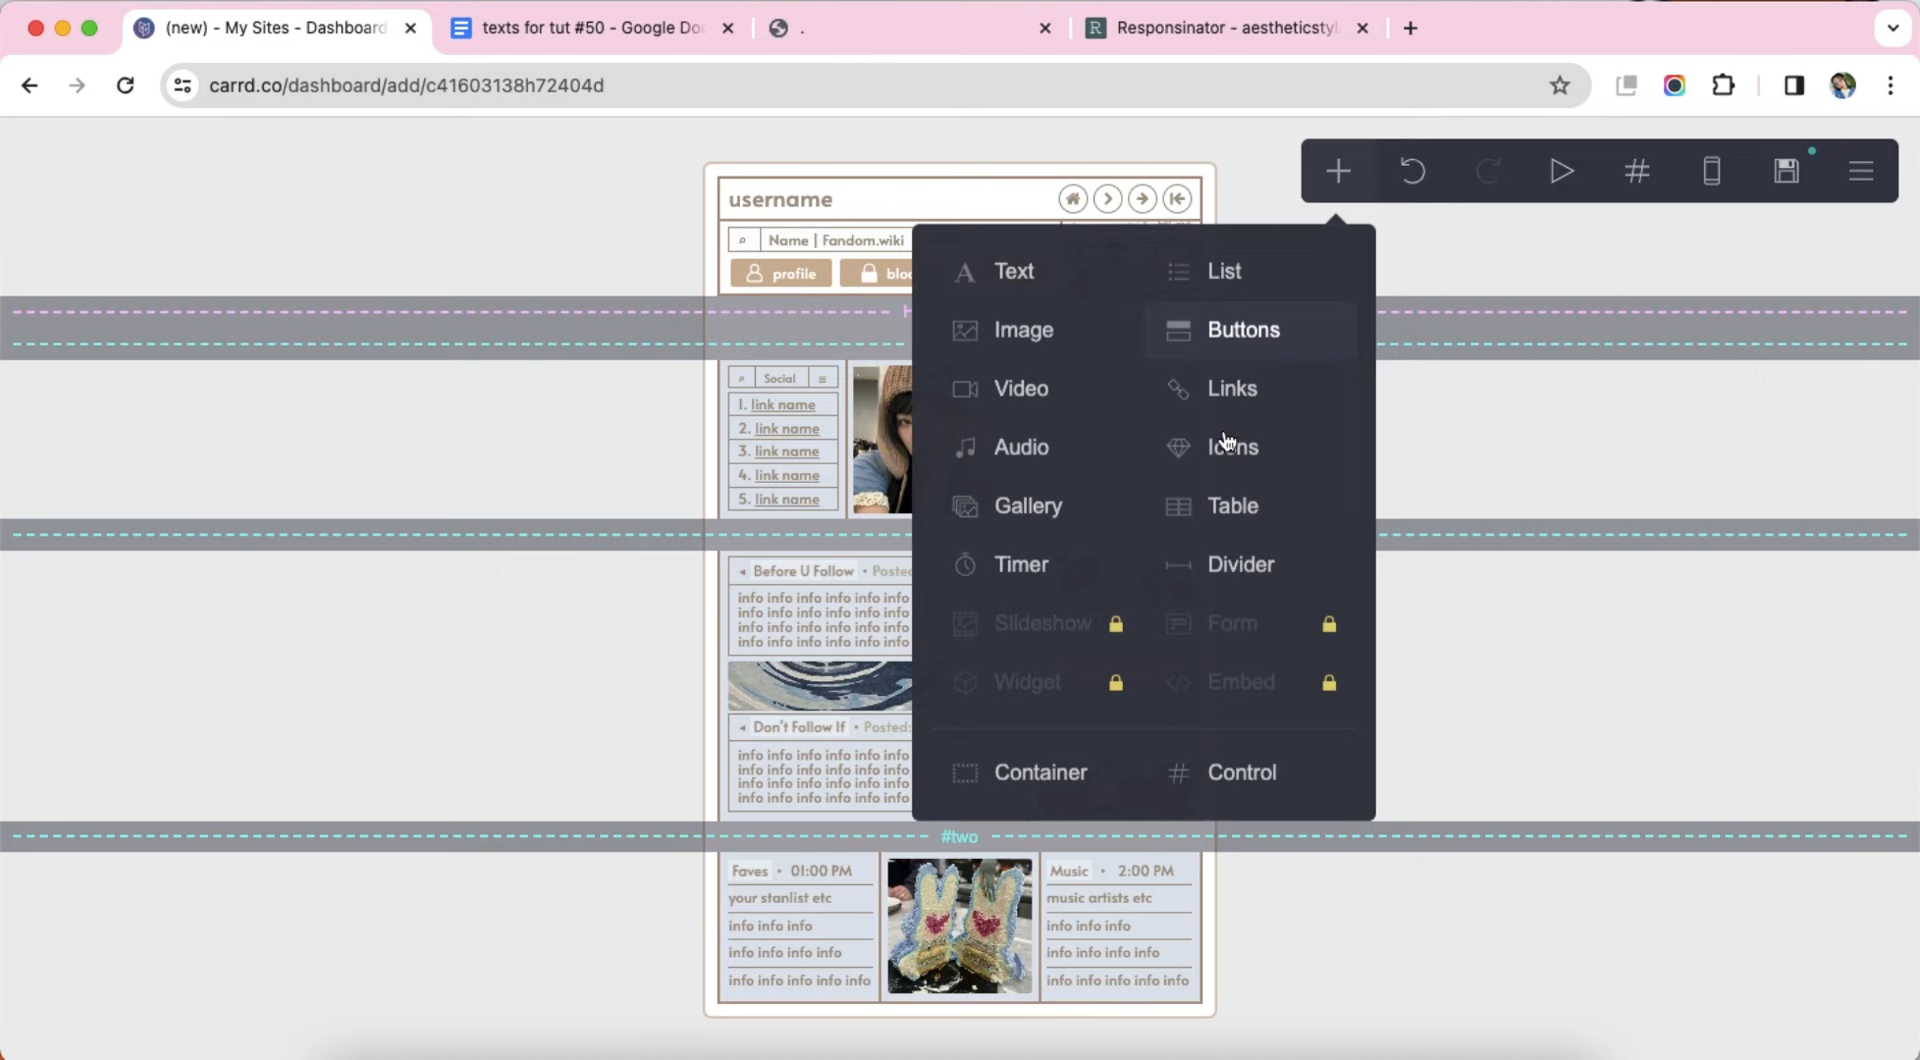 (new) - My Sites - Dashboard
texts for tut #50 - Google Doc
.
Responsinator - aestheticstyl
carrd.co/dashboard/add/c41603138h72404d
username
Name | Fandom.wiki
profile
Text
List
Image
Buttons
Video
Links
Audio
Icons
Gallery
Table
Timer
Divider
Slideshow
Form
Widget
Embed
Container
Control
Social
1. link name
2. link name
3. link name
4. link name
5. link name
Before U Follow • Posted
info info info info info
info info info info info
info info info info info
info info info info info
Don't Follow If • Posted:
info info info info info
info info info info info
info info info info info
info info info info info
#two
Faves • 01:00 PM
your stanlist etc
info info info
info info info info
info info info info info
Music • 2:00 PM
music artists etc
info info info
info info info info
info info info info info